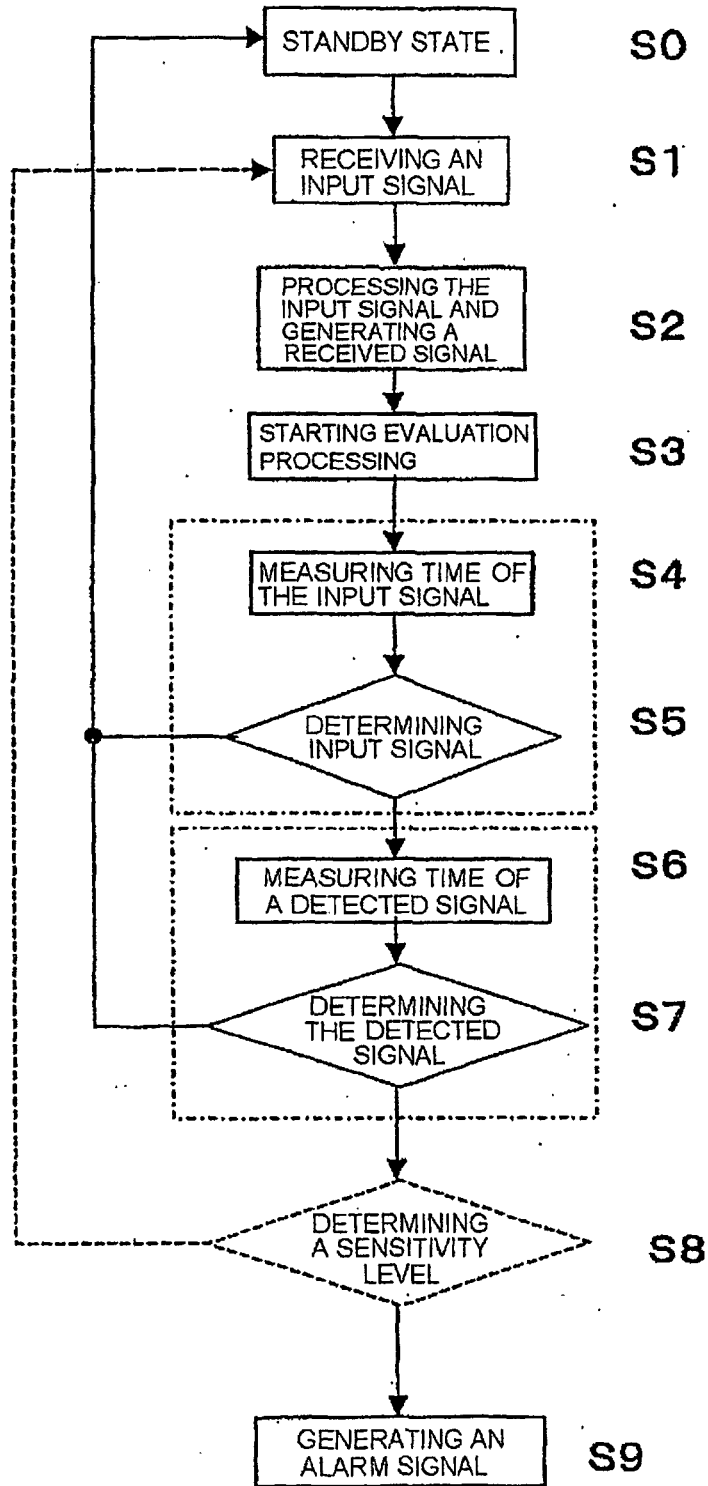 STANDBY STATE
S0
RECEIVING AN
INPUT SIGNAL
S1
PROCESSING THE
INPUT SIGNAL AND
GENERATING A
RECEIVED SIGNAL
S2
STARTING EVALUATION
PROCESSING
S3
MEASURING TIME OF
THE INPUT SIGNAL
S4
DETERMINING
INPUT SIGNAL
S5
MEASURING TIME OF
A DETECTED SIGNAL
S6
DETERMINING
THE DETECTED
SIGNAL
S7
DETERMINING
A SENSITIVITY
LEVEL
S8
GENERATING AN
ALARM SIGNAL
S9